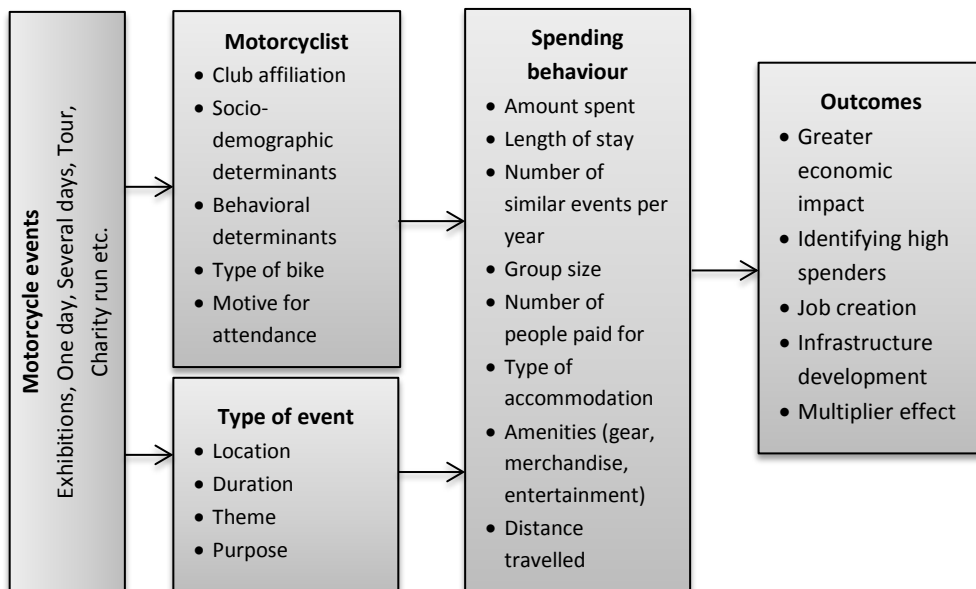 Motorcycle events
Exhibitions, One day, Several days, Tour,
Charity run etc.
Motorcyclist
• Club affiliation
• Socio-
demographic
determinants
• Behavioral
determinants
• Type of bike
• Motive for
attendance
Type of event
• Location
• Duration
• Theme
• Purpose
Spending
behaviour
• Amount spent
• Length of stay
• Number of
similar events per
year
• Group size
• Number of
people paid for
• Type of
accommodation
• Amenities (gear,
merchandise,
entertainment)
• Distance
travelled
Outcomes
• Greater
economic
impact
• Identifying high
spenders
• Job creation
• Infrastructure
development
• Multiplier effect